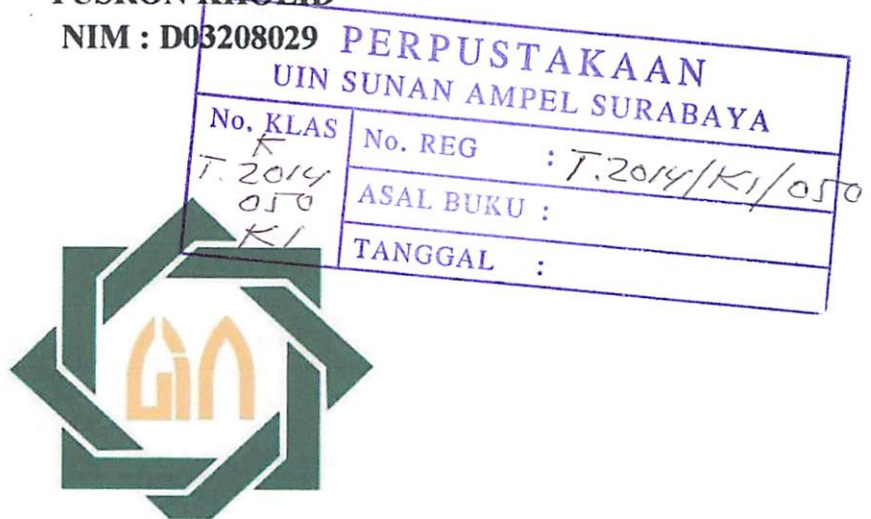 NIM : D03208029
PERPUSTAKAAN
UIN SUNAN AMPEL SURABAYA
No. KLAS
K
T. 2014
050
KI
No. REG : T.2014/KI/050
ASAL BUKU :
TANGGAL :
UIN